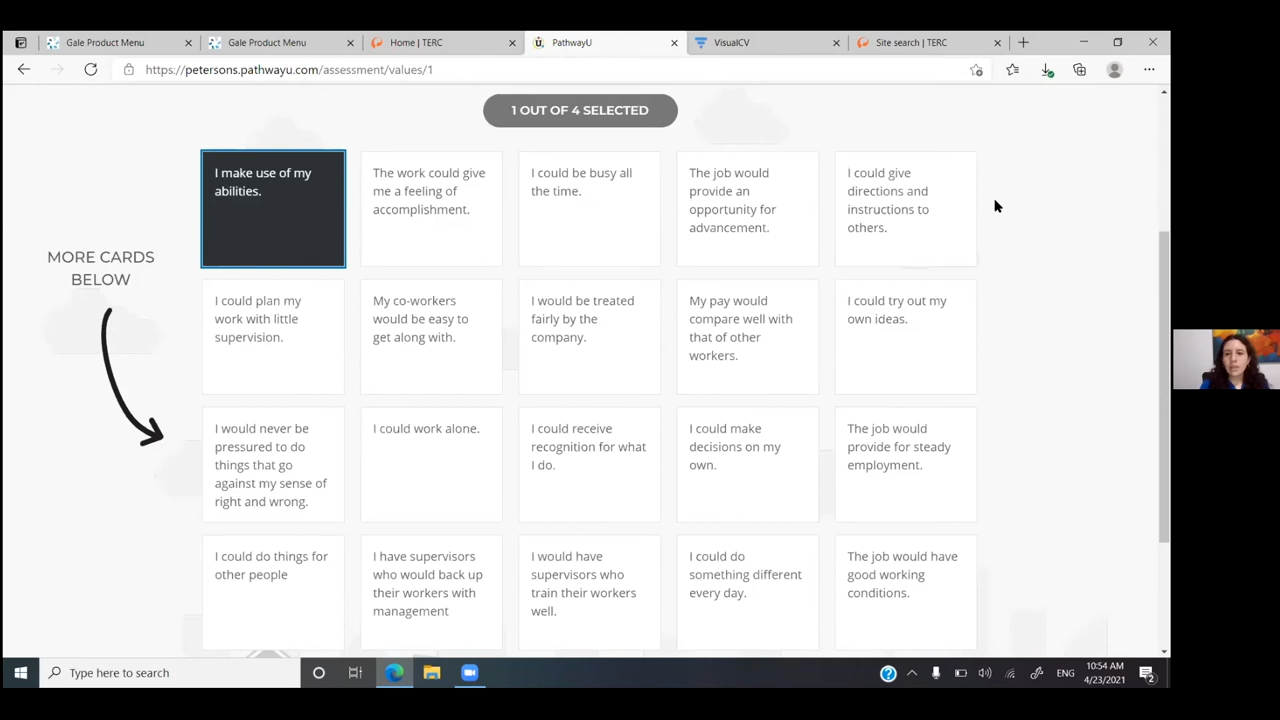 Gale Product Menu
Gale Product Menu
Home | TERC
PathwayU
VisualCV
Site search | TERC
https://petersons.pathwayu.com/assessment/values/1
1 OUT OF 4 SELECTED
I make use of my
abilities.
The work could give
me a feeling of
accomplishment.
I could be busy all
the time.
The job would
provide an
opportunity for
advancement.
I could give
directions and
instructions to
others.
MORE CARDS
BELOW
I could plan my
work with little
supervision.
My co-workers
would be easy to
get along with.
I would be treated
fairly by the
company.
My pay would
compare well with
that of other
workers.
I could try out my
own ideas.
I would never be
pressured to do
things that go
against my sense of
right and wrong.
I could work alone.
I could receive
recognition for what
I do.
I could make
decisions on my
own.
The job would
provide for steady
employment.
I could do things for
other people
I have supervisors
who would back up
their workers with
management
I would have
supervisors who
train their workers
well.
I could do
something different
every day.
The job would have
good working
conditions.
Type here to search
ENG
10:54 AM
4/23/2021
2